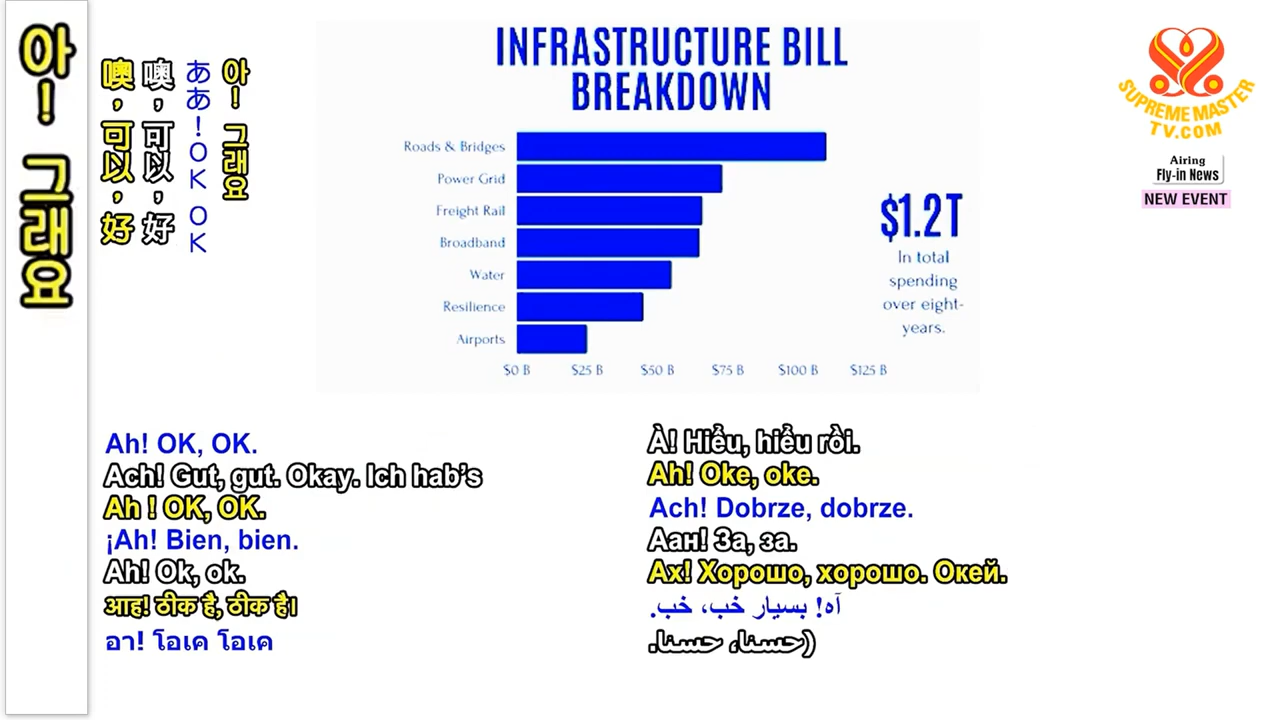 아! 그래요
噢，可以，好
噢，可以，好
ああ！OK OK
아! 그래요
INFRASTRUCTURE BILL
BREAKDOWN
Roads & Bridges
Power Grid
Freight Rail
Broadband
Water
Resilience
Airports
$0 B $25 B $50 B $75 B $100 B $125 B
$1.2T
In total
spending
over eight-
years.
SUPREME MASTER
TV.COM
Airing
Fly-in News
NEW EVENT
Ah! OK, OK.
Ach! Gut, gut. Okay. Ich hab’s
Ah ! OK, OK.
¡Ah! Bien, bien.
Ah! Ok, ok.
आह! ठीक है, ठीक है।
อา! โอเค โอเค
À! Hiểu, hiểu rồi.
Ah! Oke, oke.
Ach! Dobrze, dobrze.
Аан! За, за.
Ах! Хорошо, хорошо. Окей.
آه! بسیار خب، خب.
(حسنا، حسنا.